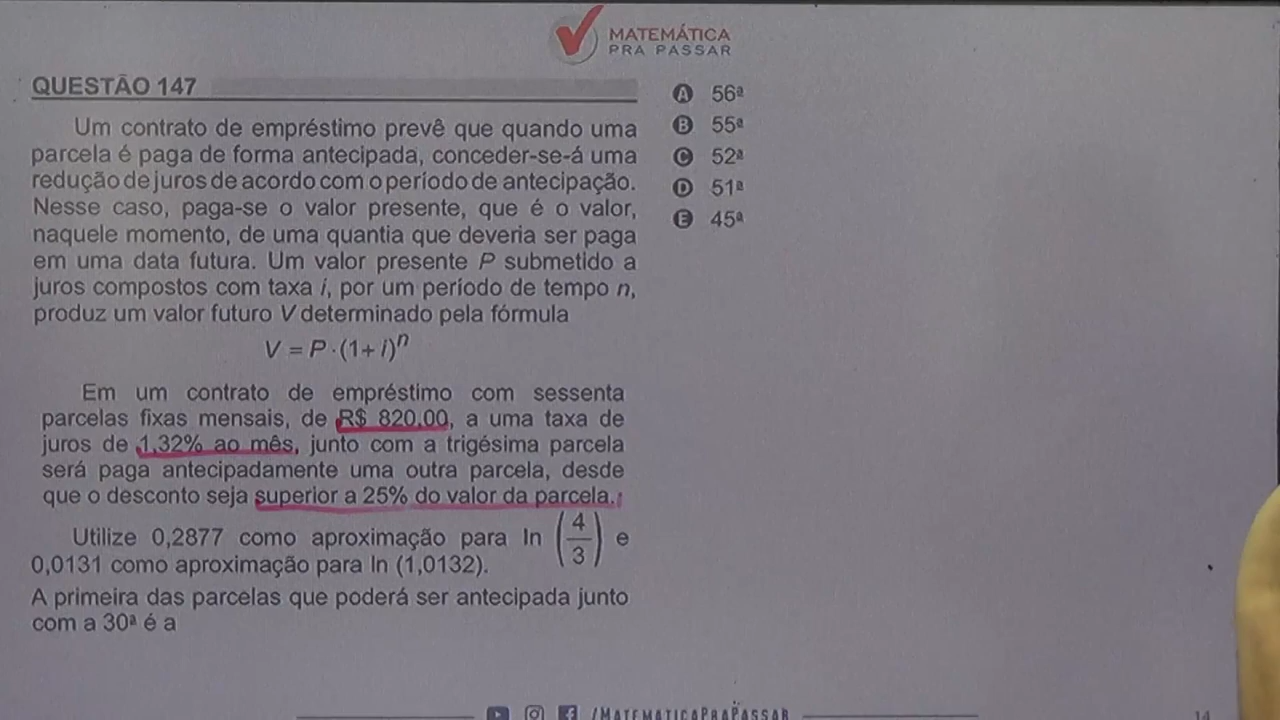 MATEMÁTICA
PRA PASSAR
QUESTÃO 147
Um contrato de empréstimo prevê que quando uma
parcela é paga de forma antecipada, conceder-se-á uma
redução de juros de acordo com o período de antecipação.
Nesse caso, paga-se o valor presente, que é o valor,
naquele momento, de uma quantia que deveria ser paga
em uma data futura. Um valor presente P submetido a
juros compostos com taxa i, por um período de tempo n,
produz um valor futuro V determinado pela fórmula
V = P·(1+ i)ⁿ
Em um contrato de empréstimo com sessenta
parcelas fixas mensais, de R$ 820,00, a uma taxa de
juros de 1,32% ao mês, junto com a trigésima parcela
será paga antecipadamente uma outra parcela, desde
que o desconto seja superior a 25% do valor da parcela.
Utilize 0,2877 como aproximação para ln (4/3) e
0,0131 como aproximação para ln (1,0132).
A primeira das parcelas que poderá ser antecipada junto
com a 30ª é a
A 56ª
B 55ª
C 52ª
D 51ª
E 45ª
/MATEMATICAPRAPASSAR
14